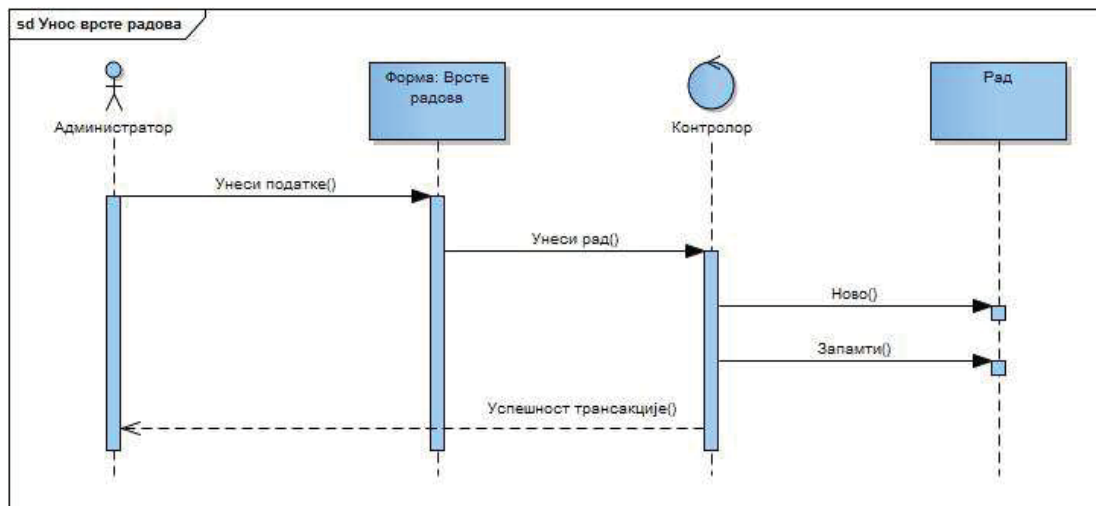 sd Унос врсте радова
Форма: Врсте
радова
Рад
Администратор
Контролор
Унеси податке()
Унеси рад()
Ново()
Запамти()
Успешност трансакције()